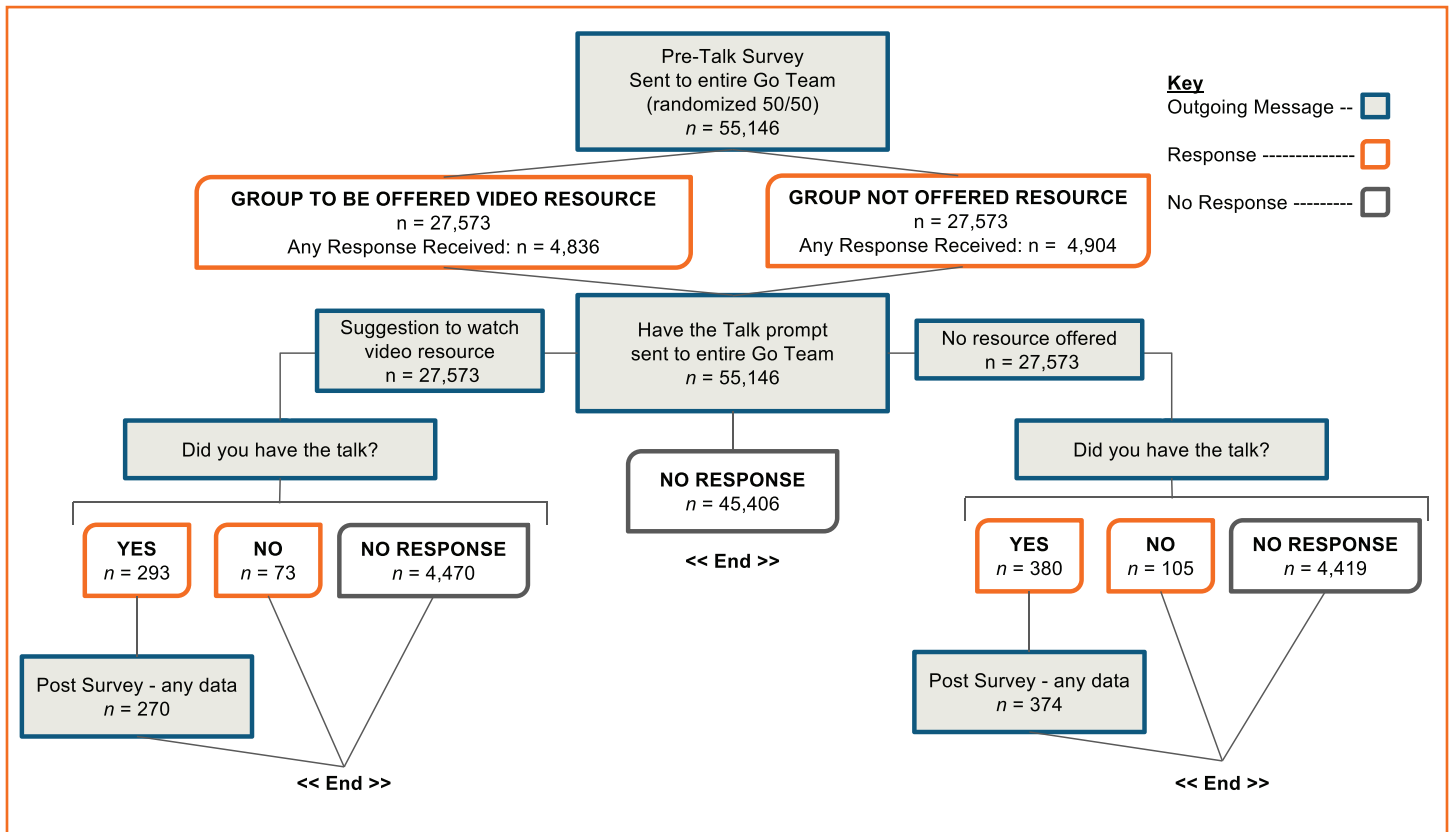 Pre-Talk Survey
Sent to entire Go Team
(randomized 50/50)
n = 55,146
Key
Outgoing Message --
Response --------------
No Response ---------
GROUP TO BE OFFERED VIDEO RESOURCE
n = 27,573
Any Response Received: n = 4,836
GROUP NOT OFFERED RESOURCE
n = 27,573
Any Response Received: n =  4,904
Suggestion to watch
video resource
n = 27,573
Have the Talk prompt
sent to entire Go Team
n = 55,146
No resource offered
n = 27,573
Did you have the talk?
NO RESPONSE
n = 45,406
<< End >>
Did you have the talk?
YES
n = 293
NO
n = 73
NO RESPONSE
n = 4,470
YES
n = 380
NO
n = 105
NO RESPONSE
n = 4,419
Post Survey - any data
n = 270
Post Survey - any data
n = 374
<< End >>
<< End >>